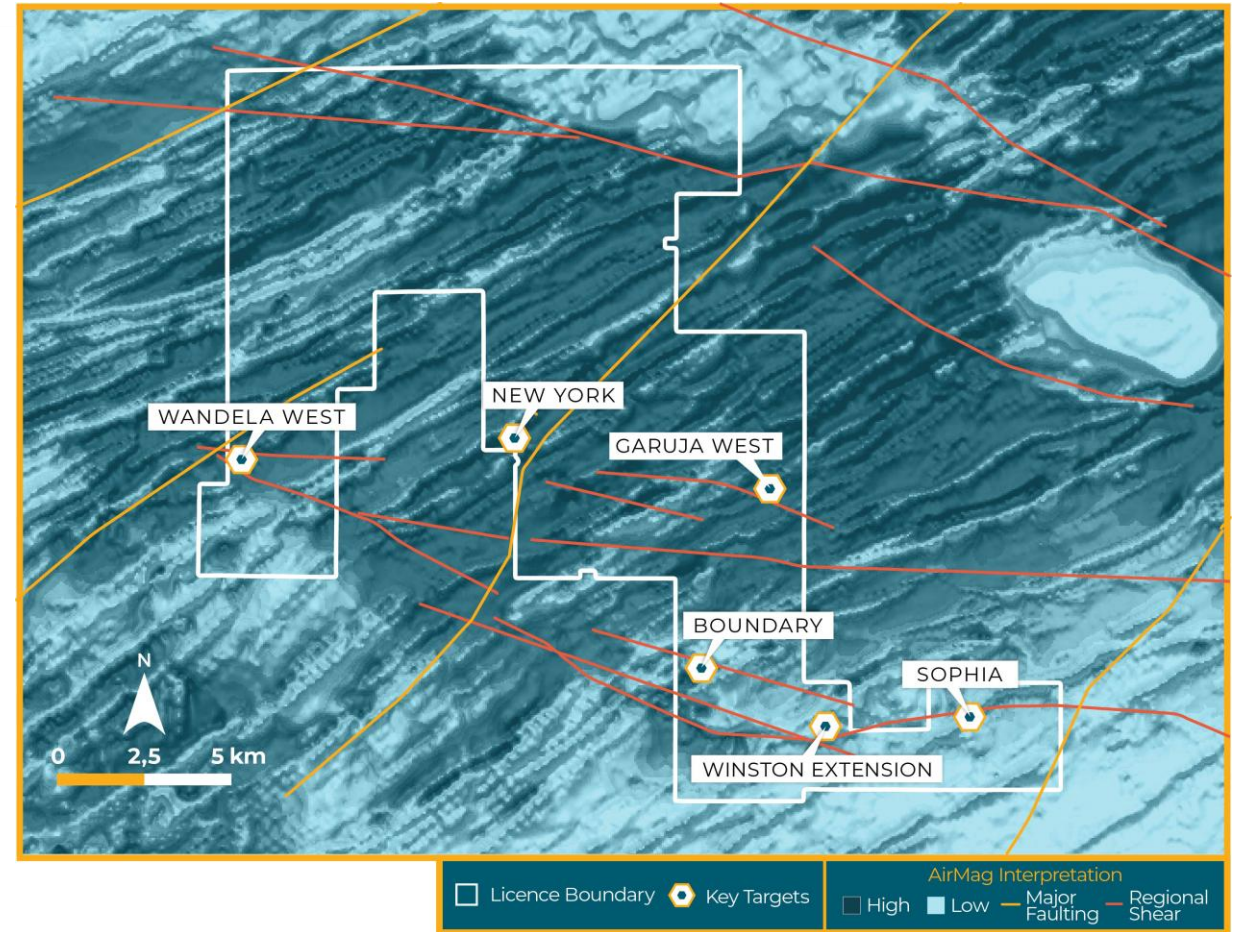 WANDELA WEST
NEW YORK
GARUJA WEST
BOUNDARY
SOPHIA
WINSTON EXTENSION
N
0 2,5 5 km
Licence Boundary
Key Targets
AirMag Interpretation
High
Low
Major
Faulting
Regional
Shear